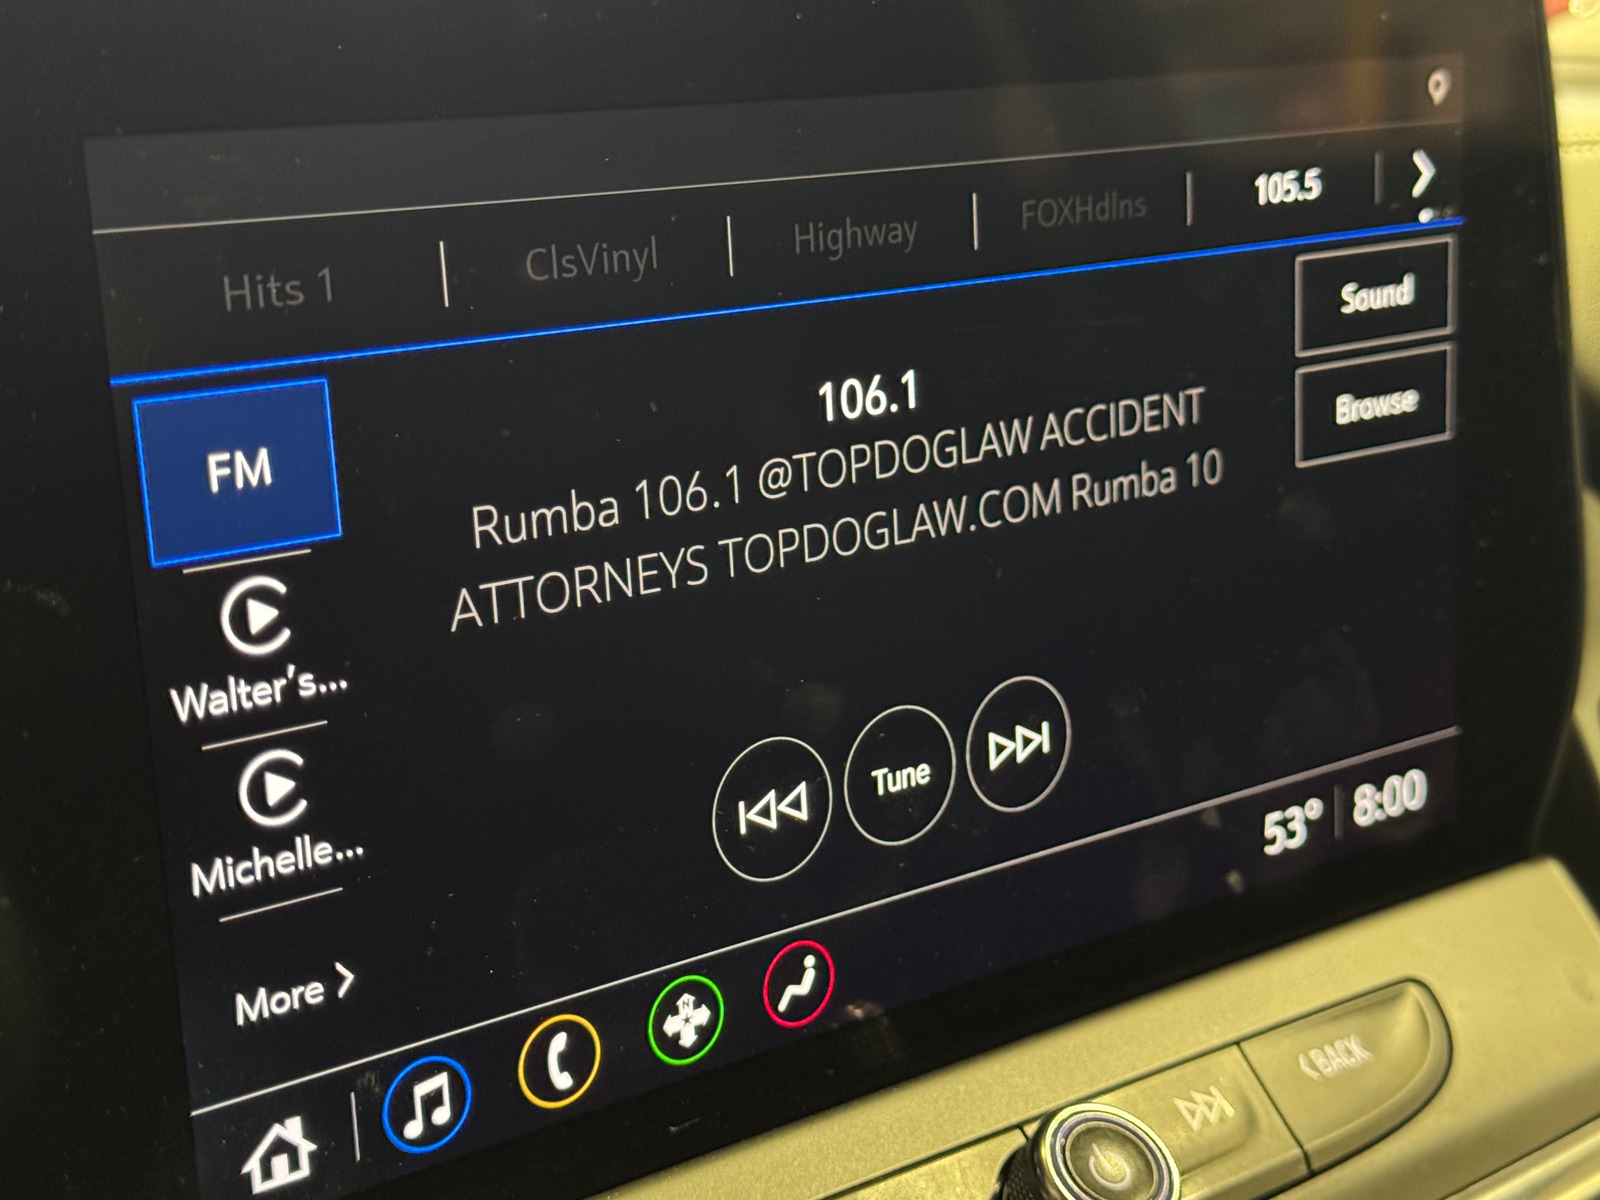 Hits 1
ClsVinyl
Highway
FOXHdlns
105.5
Sound
Browse
FM
106.1
Rumba 106.1 @TOPDOGLAW ACCIDENT
ATTORNEYS TOPDOGLAW.COM Rumba 10
Walter's...
Michelle...
More
Tune
53° 8:00
N
BACK